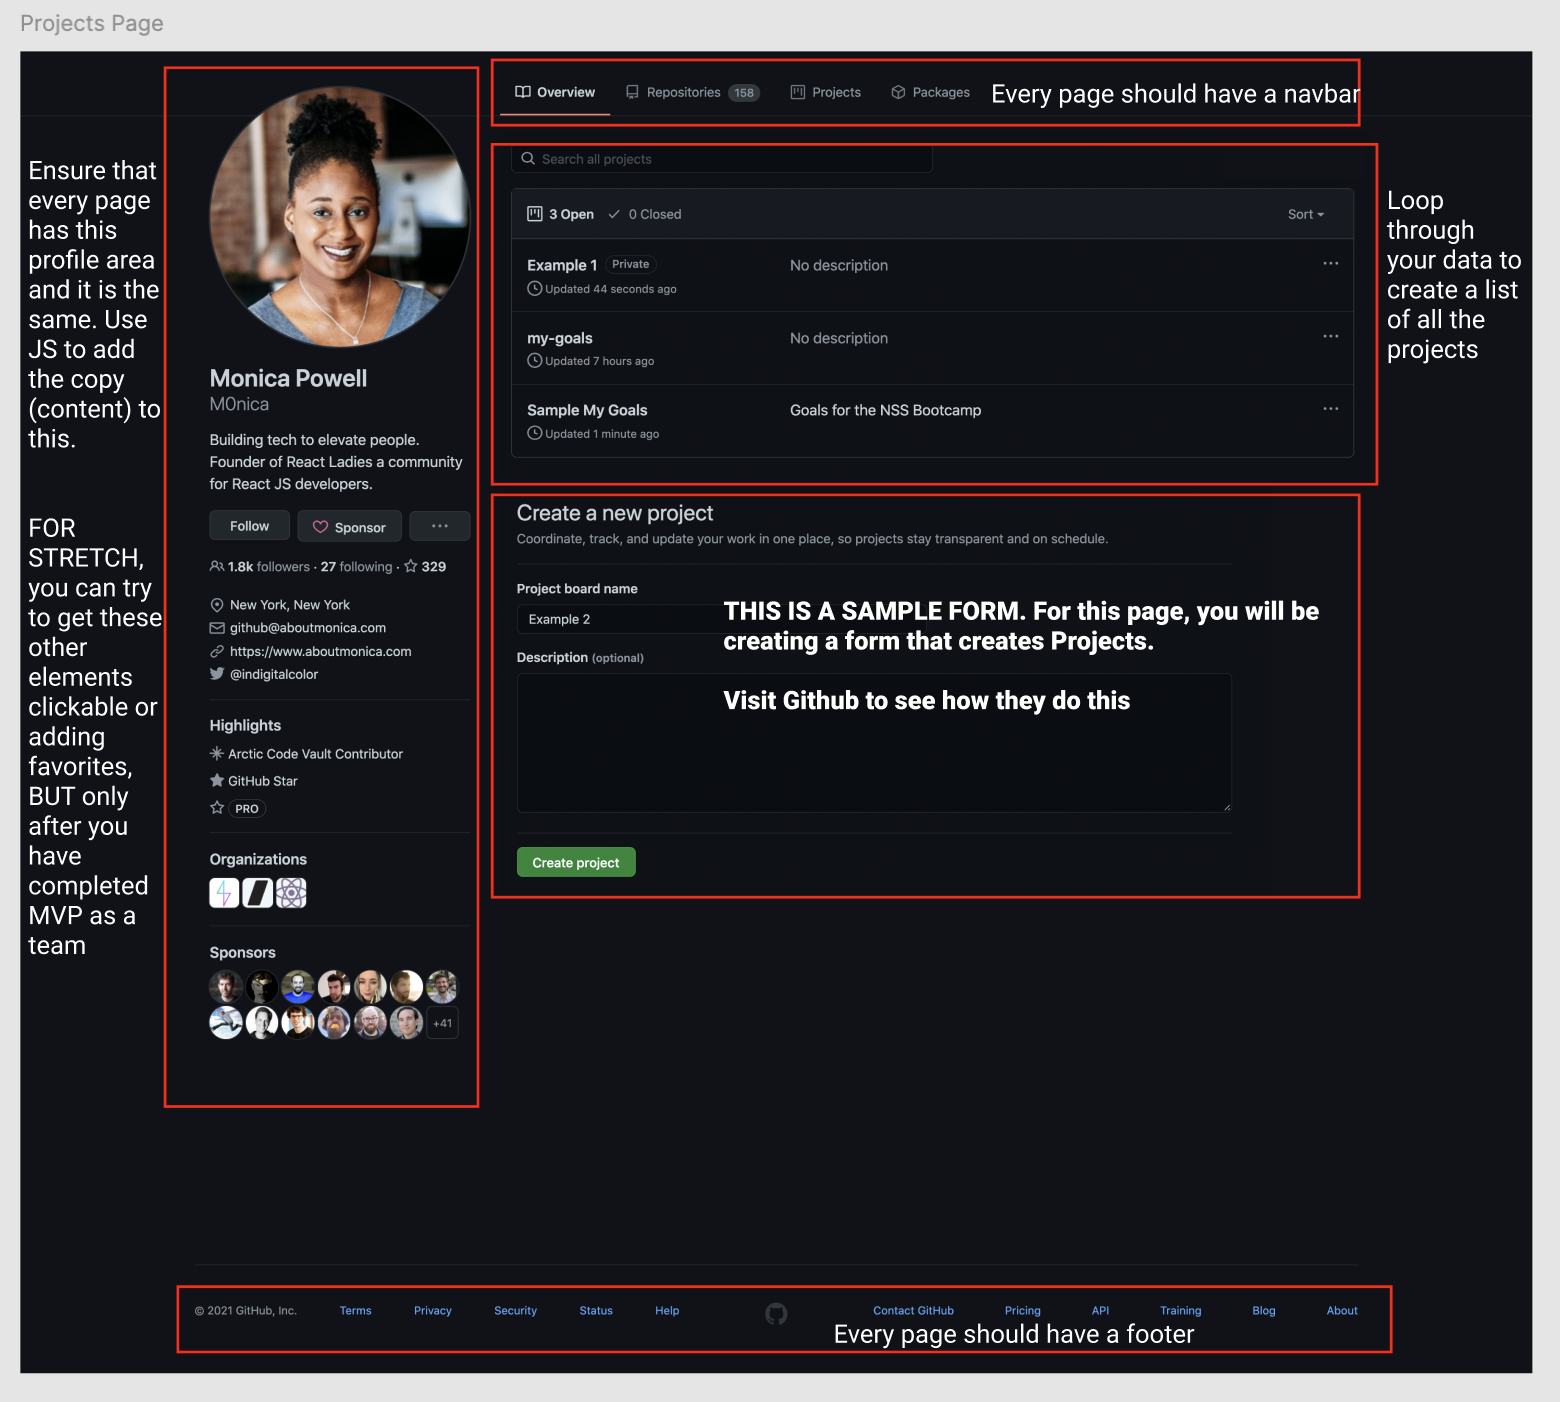 Projects Page
Overview
Repositories 158
Projects
Packages
Every page should have a navbar
Ensure that
every page
has this
profile area
and it is the
same. Use
JS to add
the copy
(content) to
this.
FOR
STRETCH,
you can try
to get these
other
elements
clickable or
adding
favorites,
BUT only
after you
have
completed
MVP as a
team
Monica Powell
M0nica
Building tech to elevate people.
Founder of React Ladies a community
for React JS developers.
Follow
Sponsor
...
1.8k followers · 27 following · 329
New York, New York
github@aboutmonica.com
https://www.aboutmonica.com
@indigitalcolor
Highlights
Arctic Code Vault Contributor
GitHub Star
PRO
Organizations
Sponsors
+41
Search all projects
3 Open
0 Closed
Sort
Example 1 Private
No description
...
Updated 44 seconds ago
my-goals
No description
...
Updated 7 hours ago
Sample My Goals
Goals for the NSS Bootcamp
...
Updated 1 minute ago
Loop
through
your data to
create a list
of all the
projects
Create a new project
Coordinate, track, and update your work in one place, so projects stay transparent and on schedule.
Project board name
Example 2
Description (optional)
THIS IS A SAMPLE FORM. For this page, you will be
creating a form that creates Projects.
Visit Github to see how they do this
Create project
© 2021 GitHub, Inc.
Terms
Privacy
Security
Status
Help
Contact GitHub
Pricing
API
Training
Blog
About
Every page should have a footer